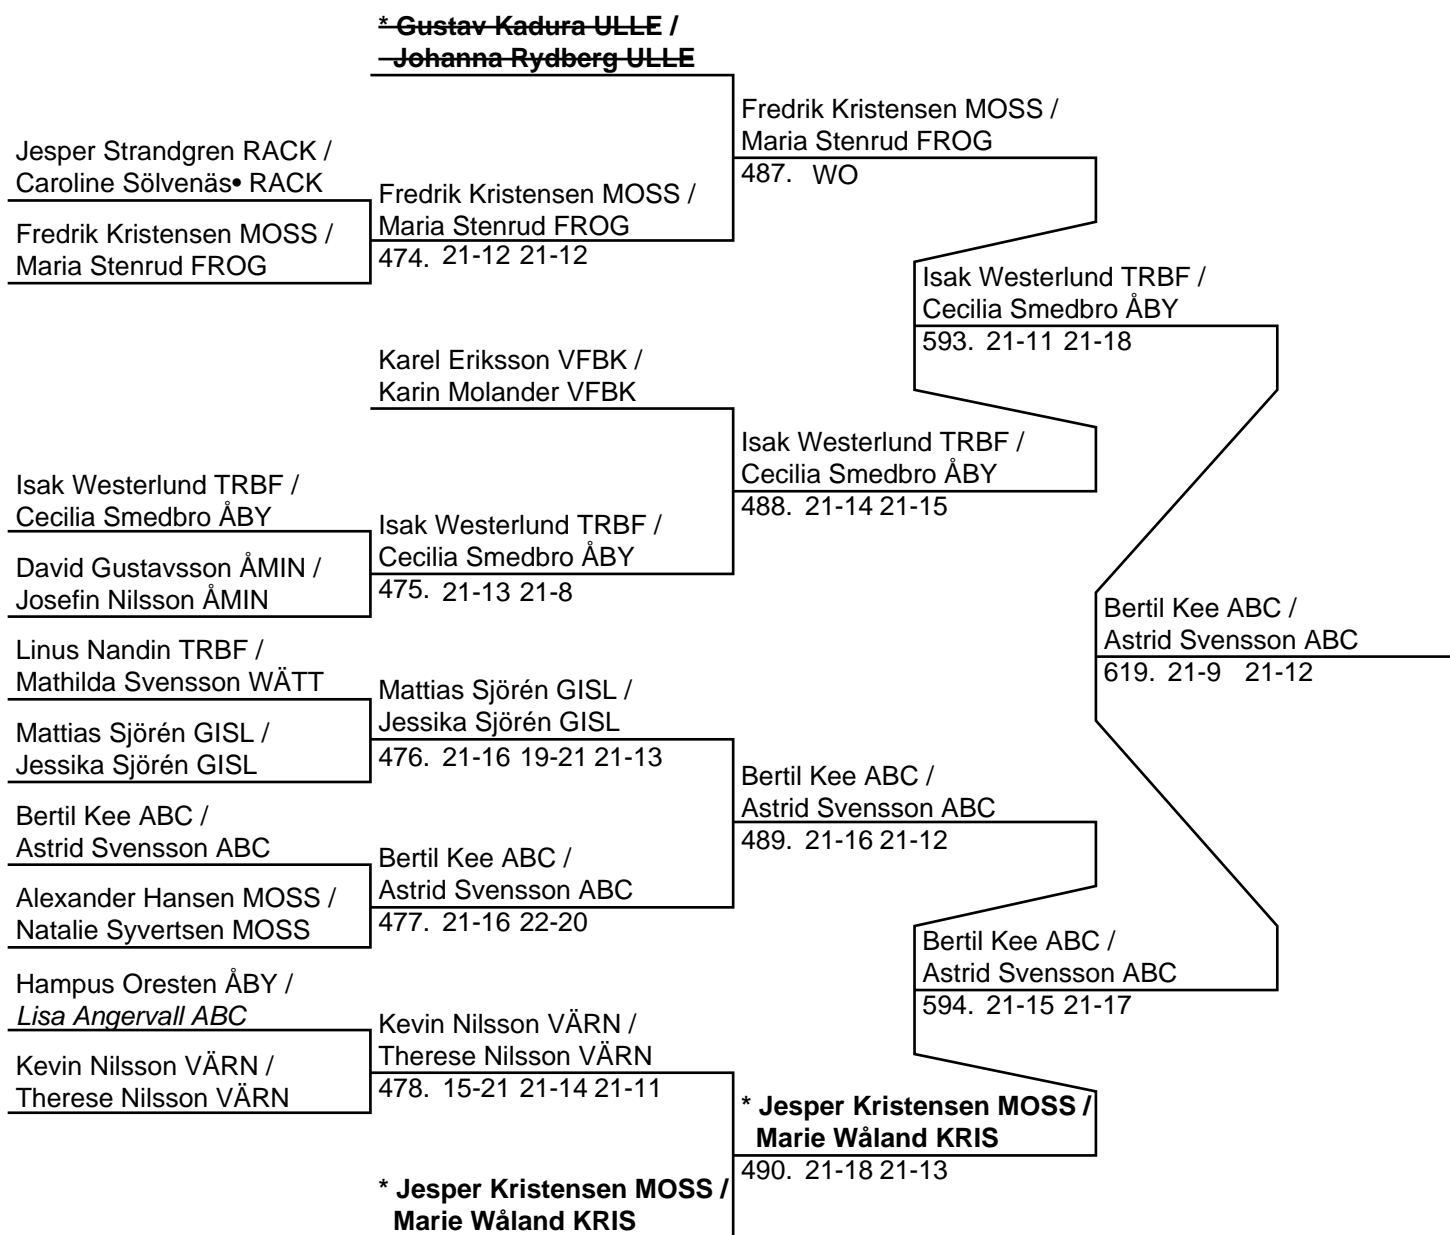 * Gustav Kadura ULLE /
Johanna Rydberg ULLE
Jesper Strandgren RACK /
Caroline Sölvenäs• RACK
Fredrik Kristensen MOSS /
Maria Stenrud FROG
Fredrik Kristensen MOSS /
Maria Stenrud FROG
474. 21-12 21-12
Fredrik Kristensen MOSS /
Maria Stenrud FROG
487. WO
Karel Eriksson VFBK /
Karin Molander VFBK
Isak Westerlund TRBF /
Cecilia Smedbro ÅBY
David Gustavsson ÅMIN /
Josefin Nilsson ÅMIN
Isak Westerlund TRBF /
Cecilia Smedbro ÅBY
475. 21-13 21-8
Isak Westerlund TRBF /
Cecilia Smedbro ÅBY
488. 21-14 21-15
Isak Westerlund TRBF /
Cecilia Smedbro ÅBY
593. 21-11 21-18
Linus Nandin TRBF /
Mathilda Svensson WÄTT
Mattias Sjörén GISL /
Jessika Sjörén GISL
Mattias Sjörén GISL /
Jessika Sjörén GISL
476. 21-16 19-21 21-13
Bertil Kee ABC /
Astrid Svensson ABC
Alexander Hansen MOSS /
Natalie Syvertsen MOSS
Bertil Kee ABC /
Astrid Svensson ABC
477. 21-16 22-20
Bertil Kee ABC /
Astrid Svensson ABC
489. 21-16 21-12
Hampus Oresten ÅBY /
Lisa Angervall ABC
Kevin Nilsson VÄRN /
Therese Nilsson VÄRN
Kevin Nilsson VÄRN /
Therese Nilsson VÄRN
478. 15-21 21-14 21-11
* Jesper Kristensen MOSS /
Marie Wåland KRIS
* Jesper Kristensen MOSS /
Marie Wåland KRIS
490. 21-18 21-13
Bertil Kee ABC /
Astrid Svensson ABC
594. 21-15 21-17
Bertil Kee ABC /
Astrid Svensson ABC
619. 21-9 21-12